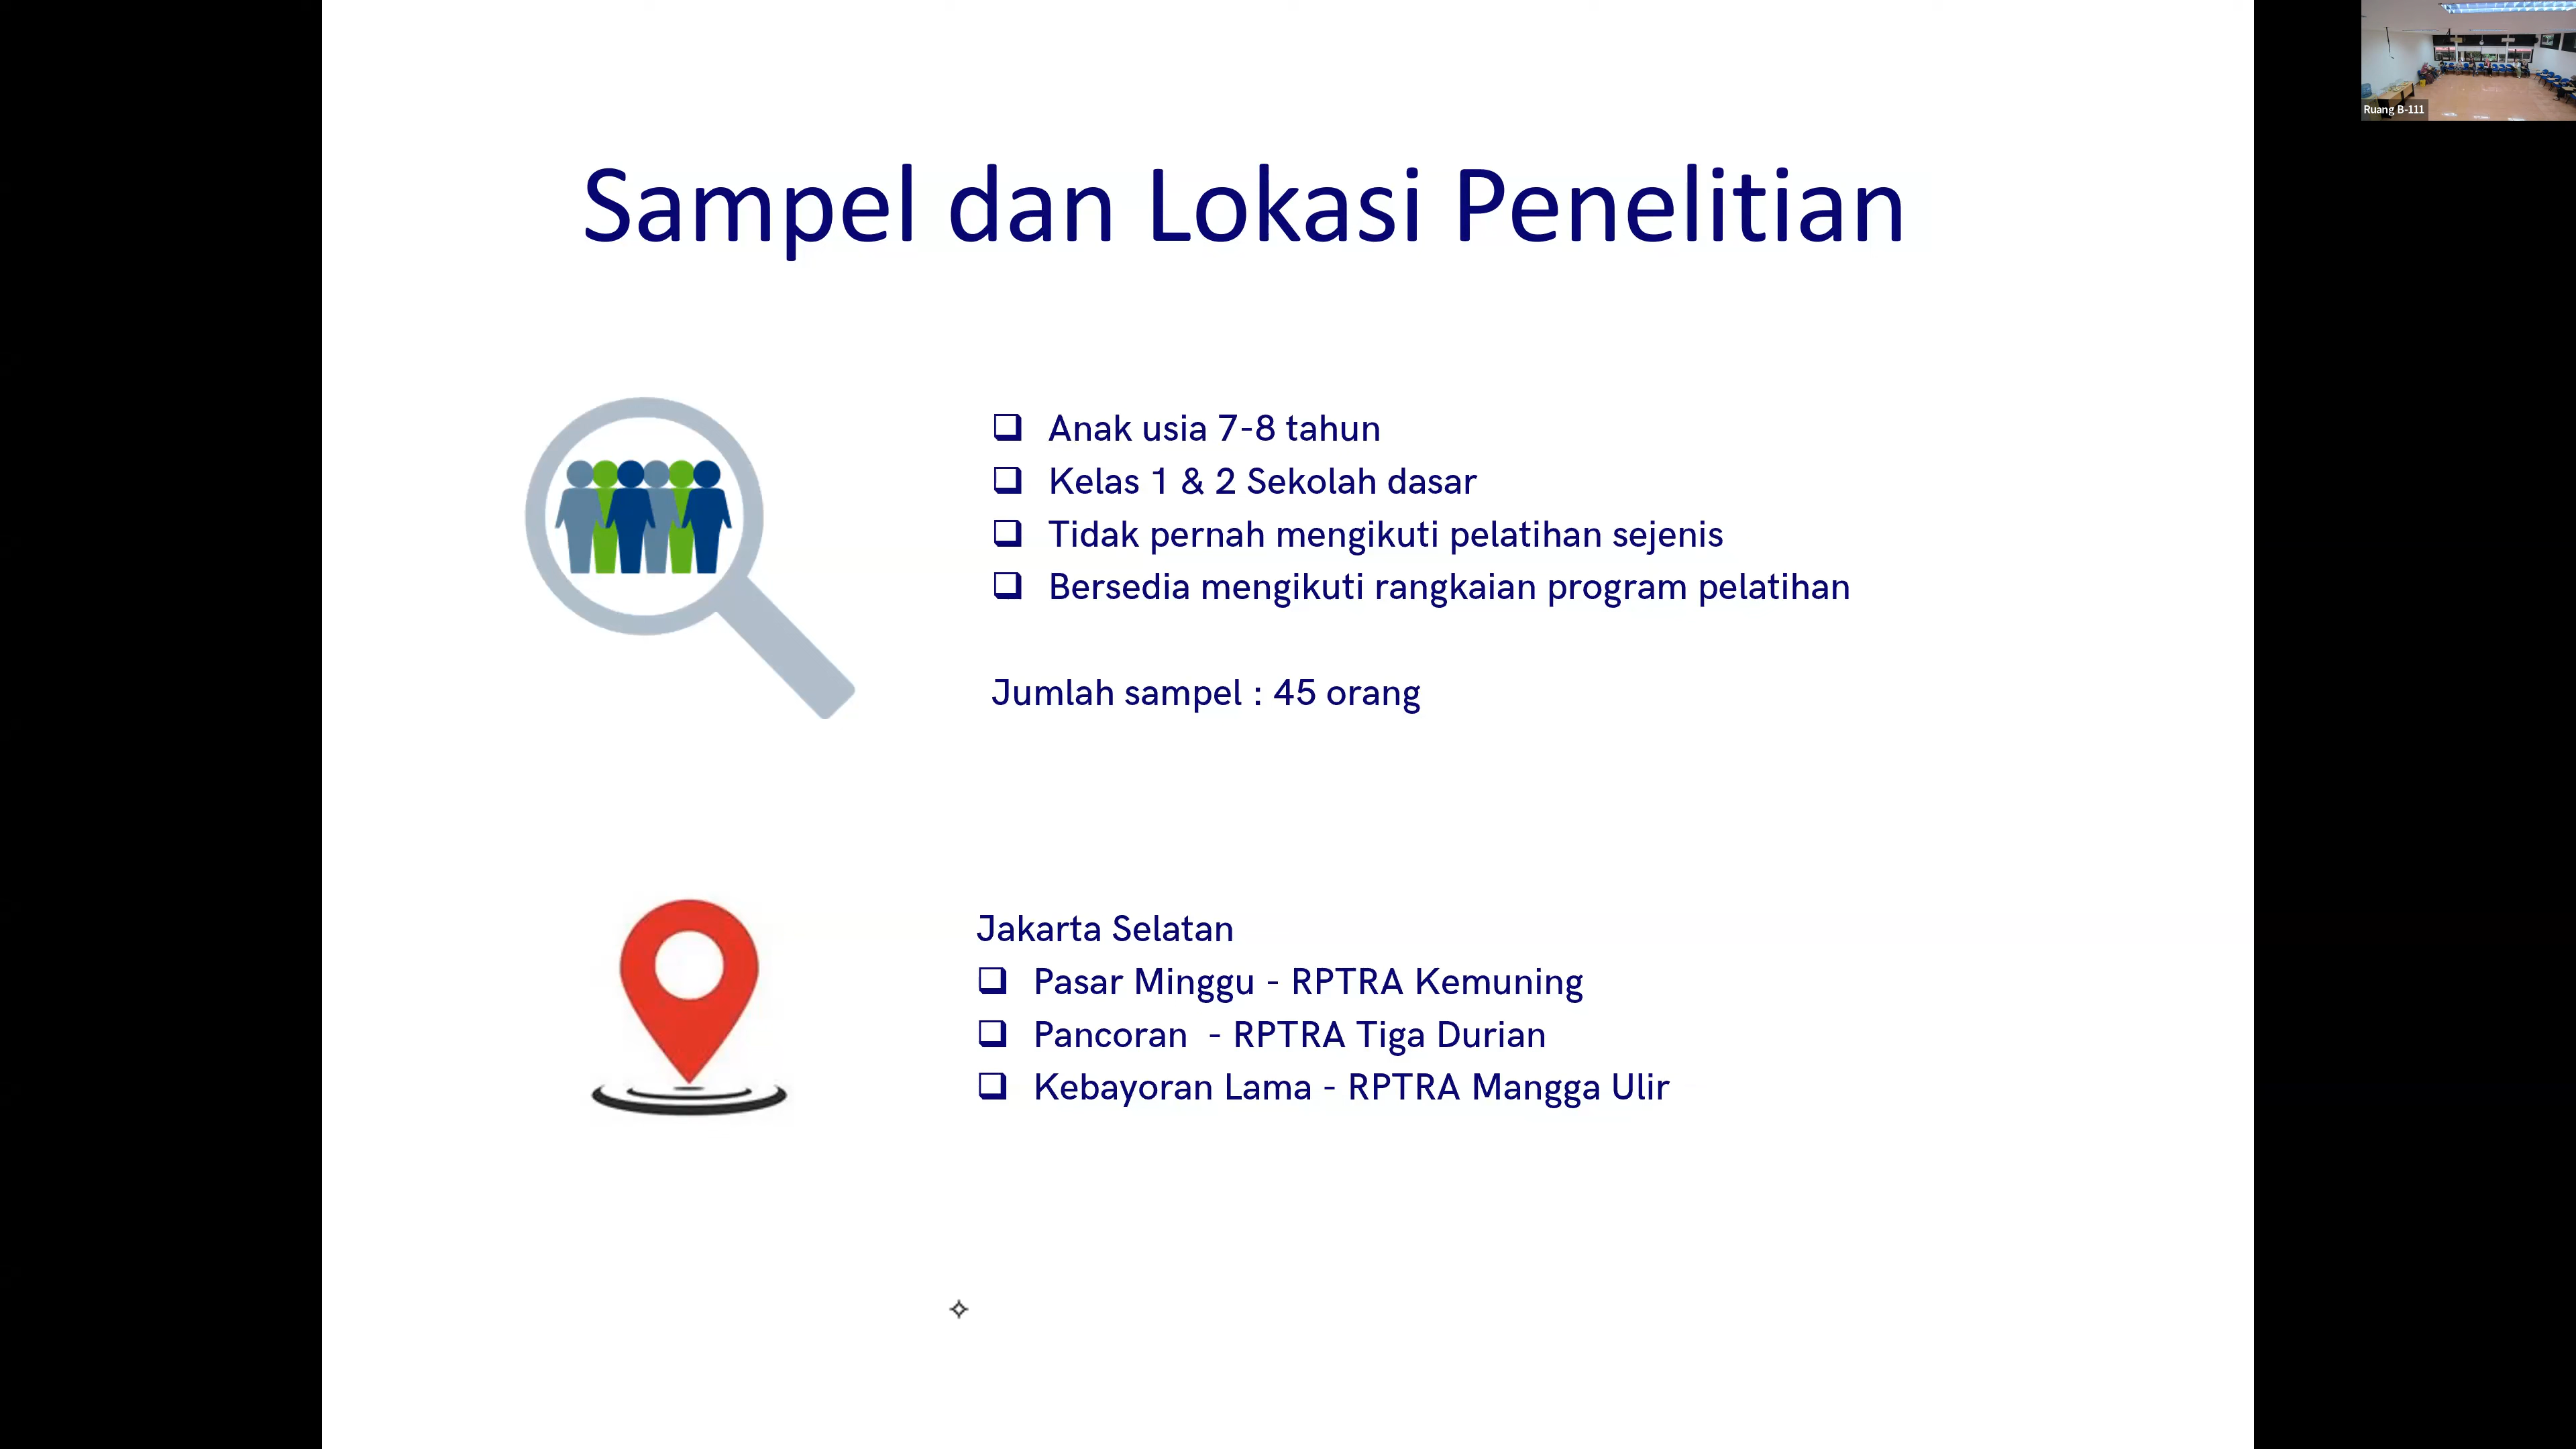 Ruang B-111
Sampel dan Lokasi Penelitian
Anak usia 7-8 tahun
Kelas 1 & 2 Sekolah dasar
Tidak pernah mengikuti pelatihan sejenis
Bersedia mengikuti rangkaian program pelatihan
Jumlah sampel : 45 orang
Jakarta Selatan
Pasar Minggu - RPTRA Kemuning
Pancoran - RPTRA Tiga Durian
Kebayoran Lama - RPTRA Mangga Ulir